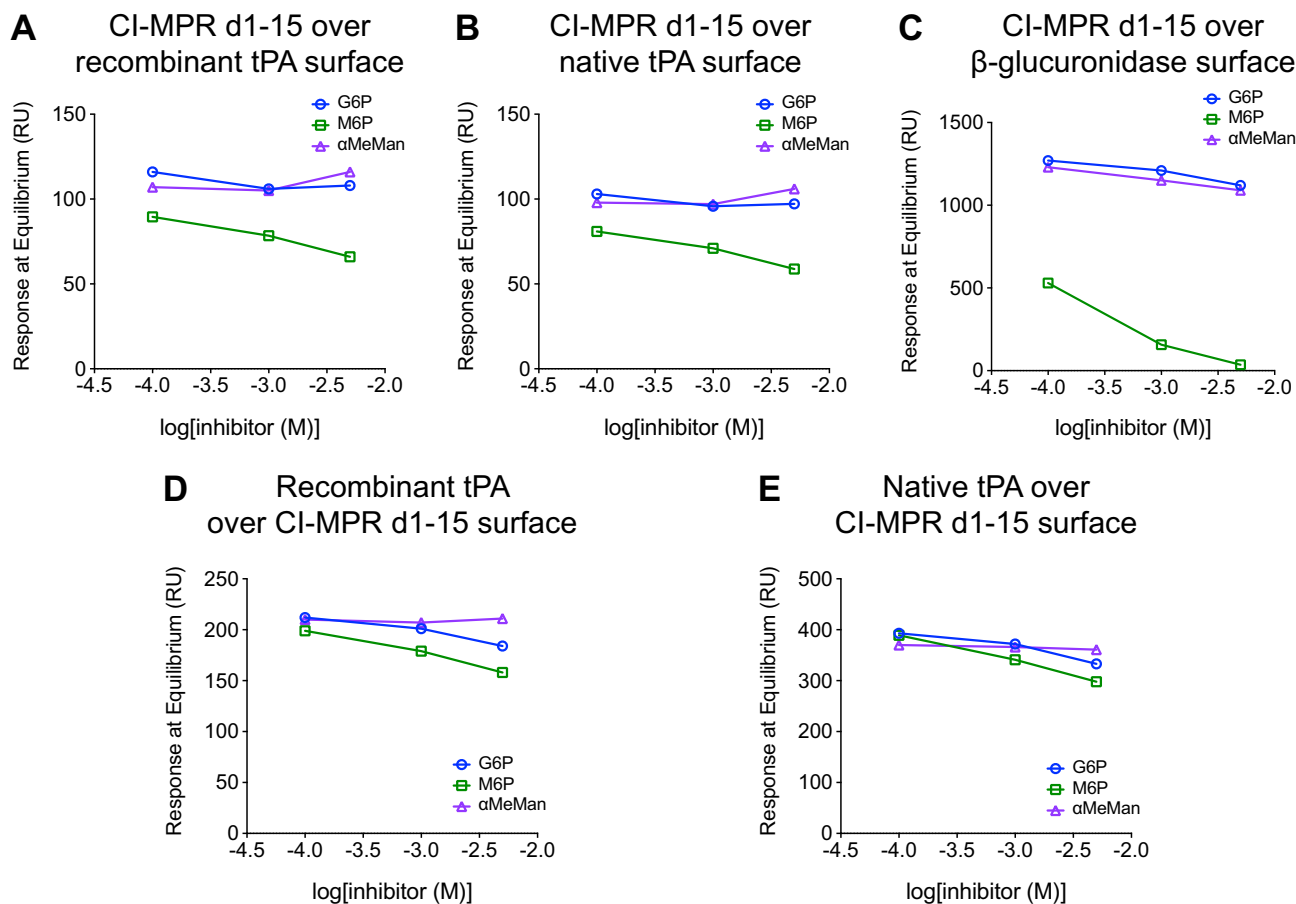 A
CI-MPR d1-15 over
recombinant tPA surface
Response at Equilibrium (RU)
150
100
50
0
G6P
M6P
αMeMan
-4.5 -4.0 -3.5 -3.0 -2.5 -2.0
log[inhibitor (M)]
B
CI-MPR d1-15 over
native tPA surface
Response at Equilibrium (RU)
150
100
50
0
G6P
M6P
αMeMan
-4.5 -4.0 -3.5 -3.0 -2.5 -2.0
log[inhibitor (M)]
C
CI-MPR d1-15 over
β-glucuronidase surface
Response at Equilibrium (RU)
1500
1000
500
0
G6P
M6P
αMeMan
-4.5 -4.0 -3.5 -3.0 -2.5 -2.0
log[inhibitor (M)]
D
Recombinant tPA
over CI-MPR d1-15 surface
Response at Equilibrium (RU)
250
200
150
100
50
0
G6P
M6P
αMeMan
-4.5 -4.0 -3.5 -3.0 -2.5 -2.0
log[inhibitor (M)]
E
Native tPA over
CI-MPR d1-15 surface
Response at Equilibrium (RU)
500
400
300
200
100
0
G6P
M6P
αMeMan
-4.5 -4.0 -3.5 -3.0 -2.5 -2.0
log[inhibitor (M)]